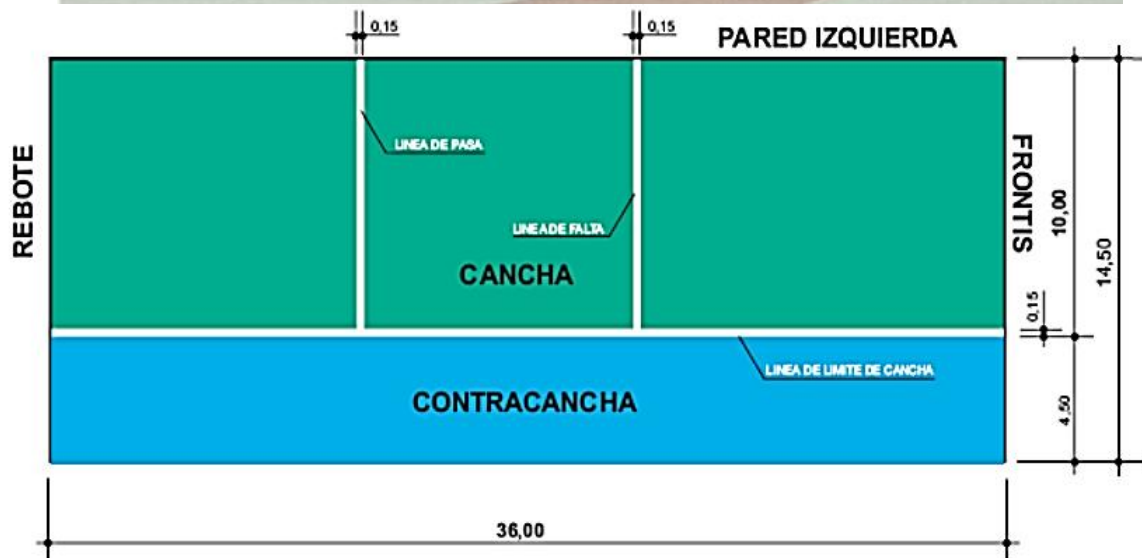 0,15
0,15
PARED IZQUIERDA
LINEA DE PASA
REBOTE
FRONTIS
LINEA DE FALTA
CANCHA
10,00
14,50
0,15
LINEA DE LIMITE DE CANCHA
CONTRACANCHA
4,50
36,00